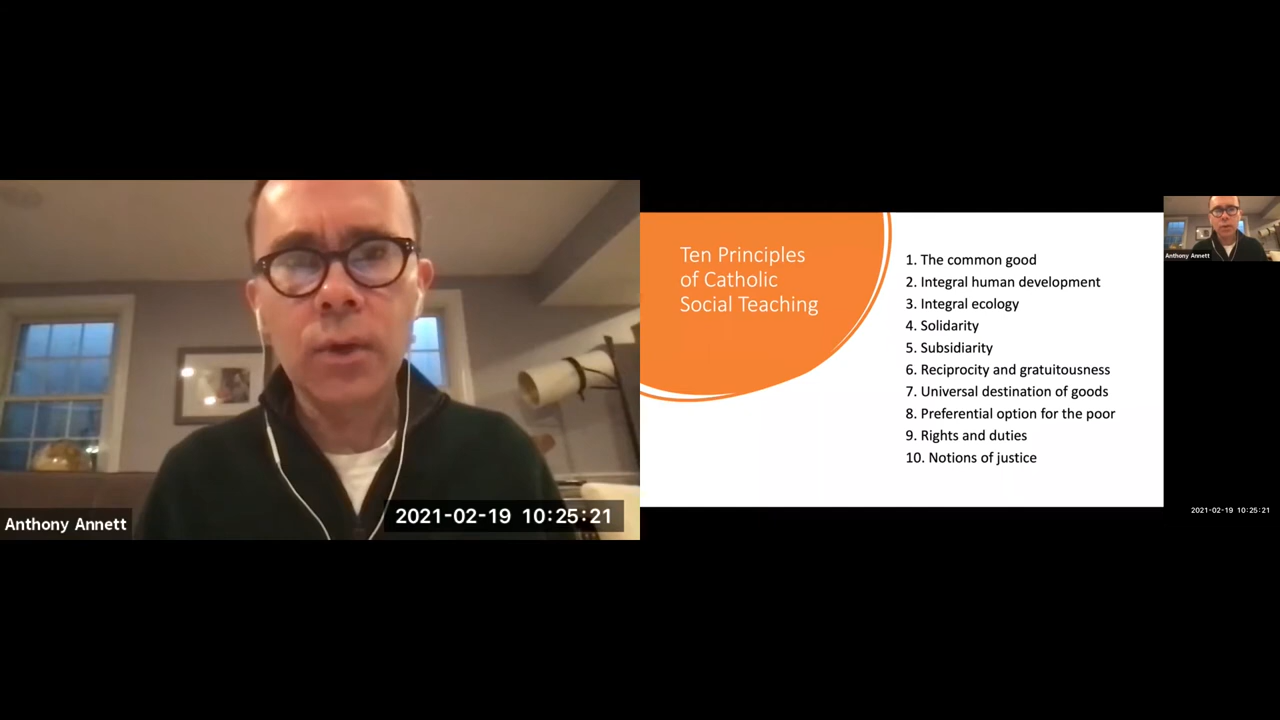 Anthony Annett
2021-02-19 10:25:21
Ten Principles
of Catholic
Social Teaching
1. The common good
2. Integral human development
3. Integral ecology
4. Solidarity
5. Subsidiarity
6. Reciprocity and gratuitousness
7. Universal destination of goods
8. Preferential option for the poor
9. Rights and duties
10. Notions of justice
Anthony Annett
2021-02-19 10:25:21